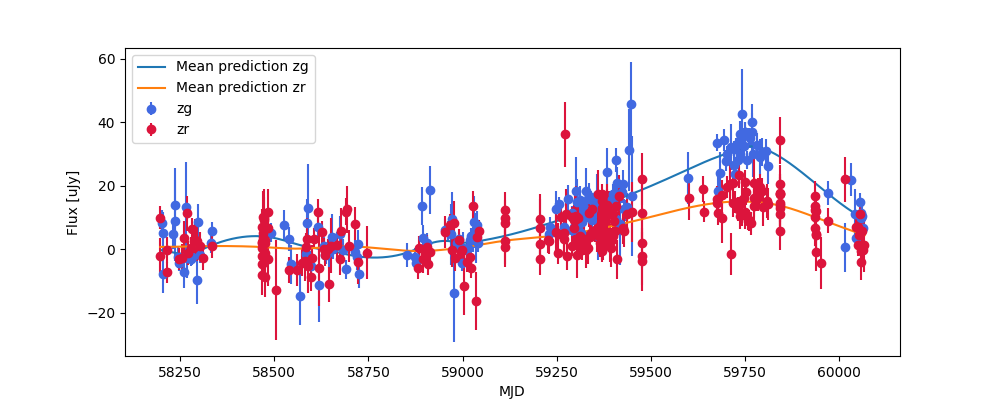 60
40
20
0
−20
Flux [uJy]
Mean prediction zg
Mean prediction zr
zg
zr
58250 58500 58750 59000 59250 59500 59750 60000
MJD